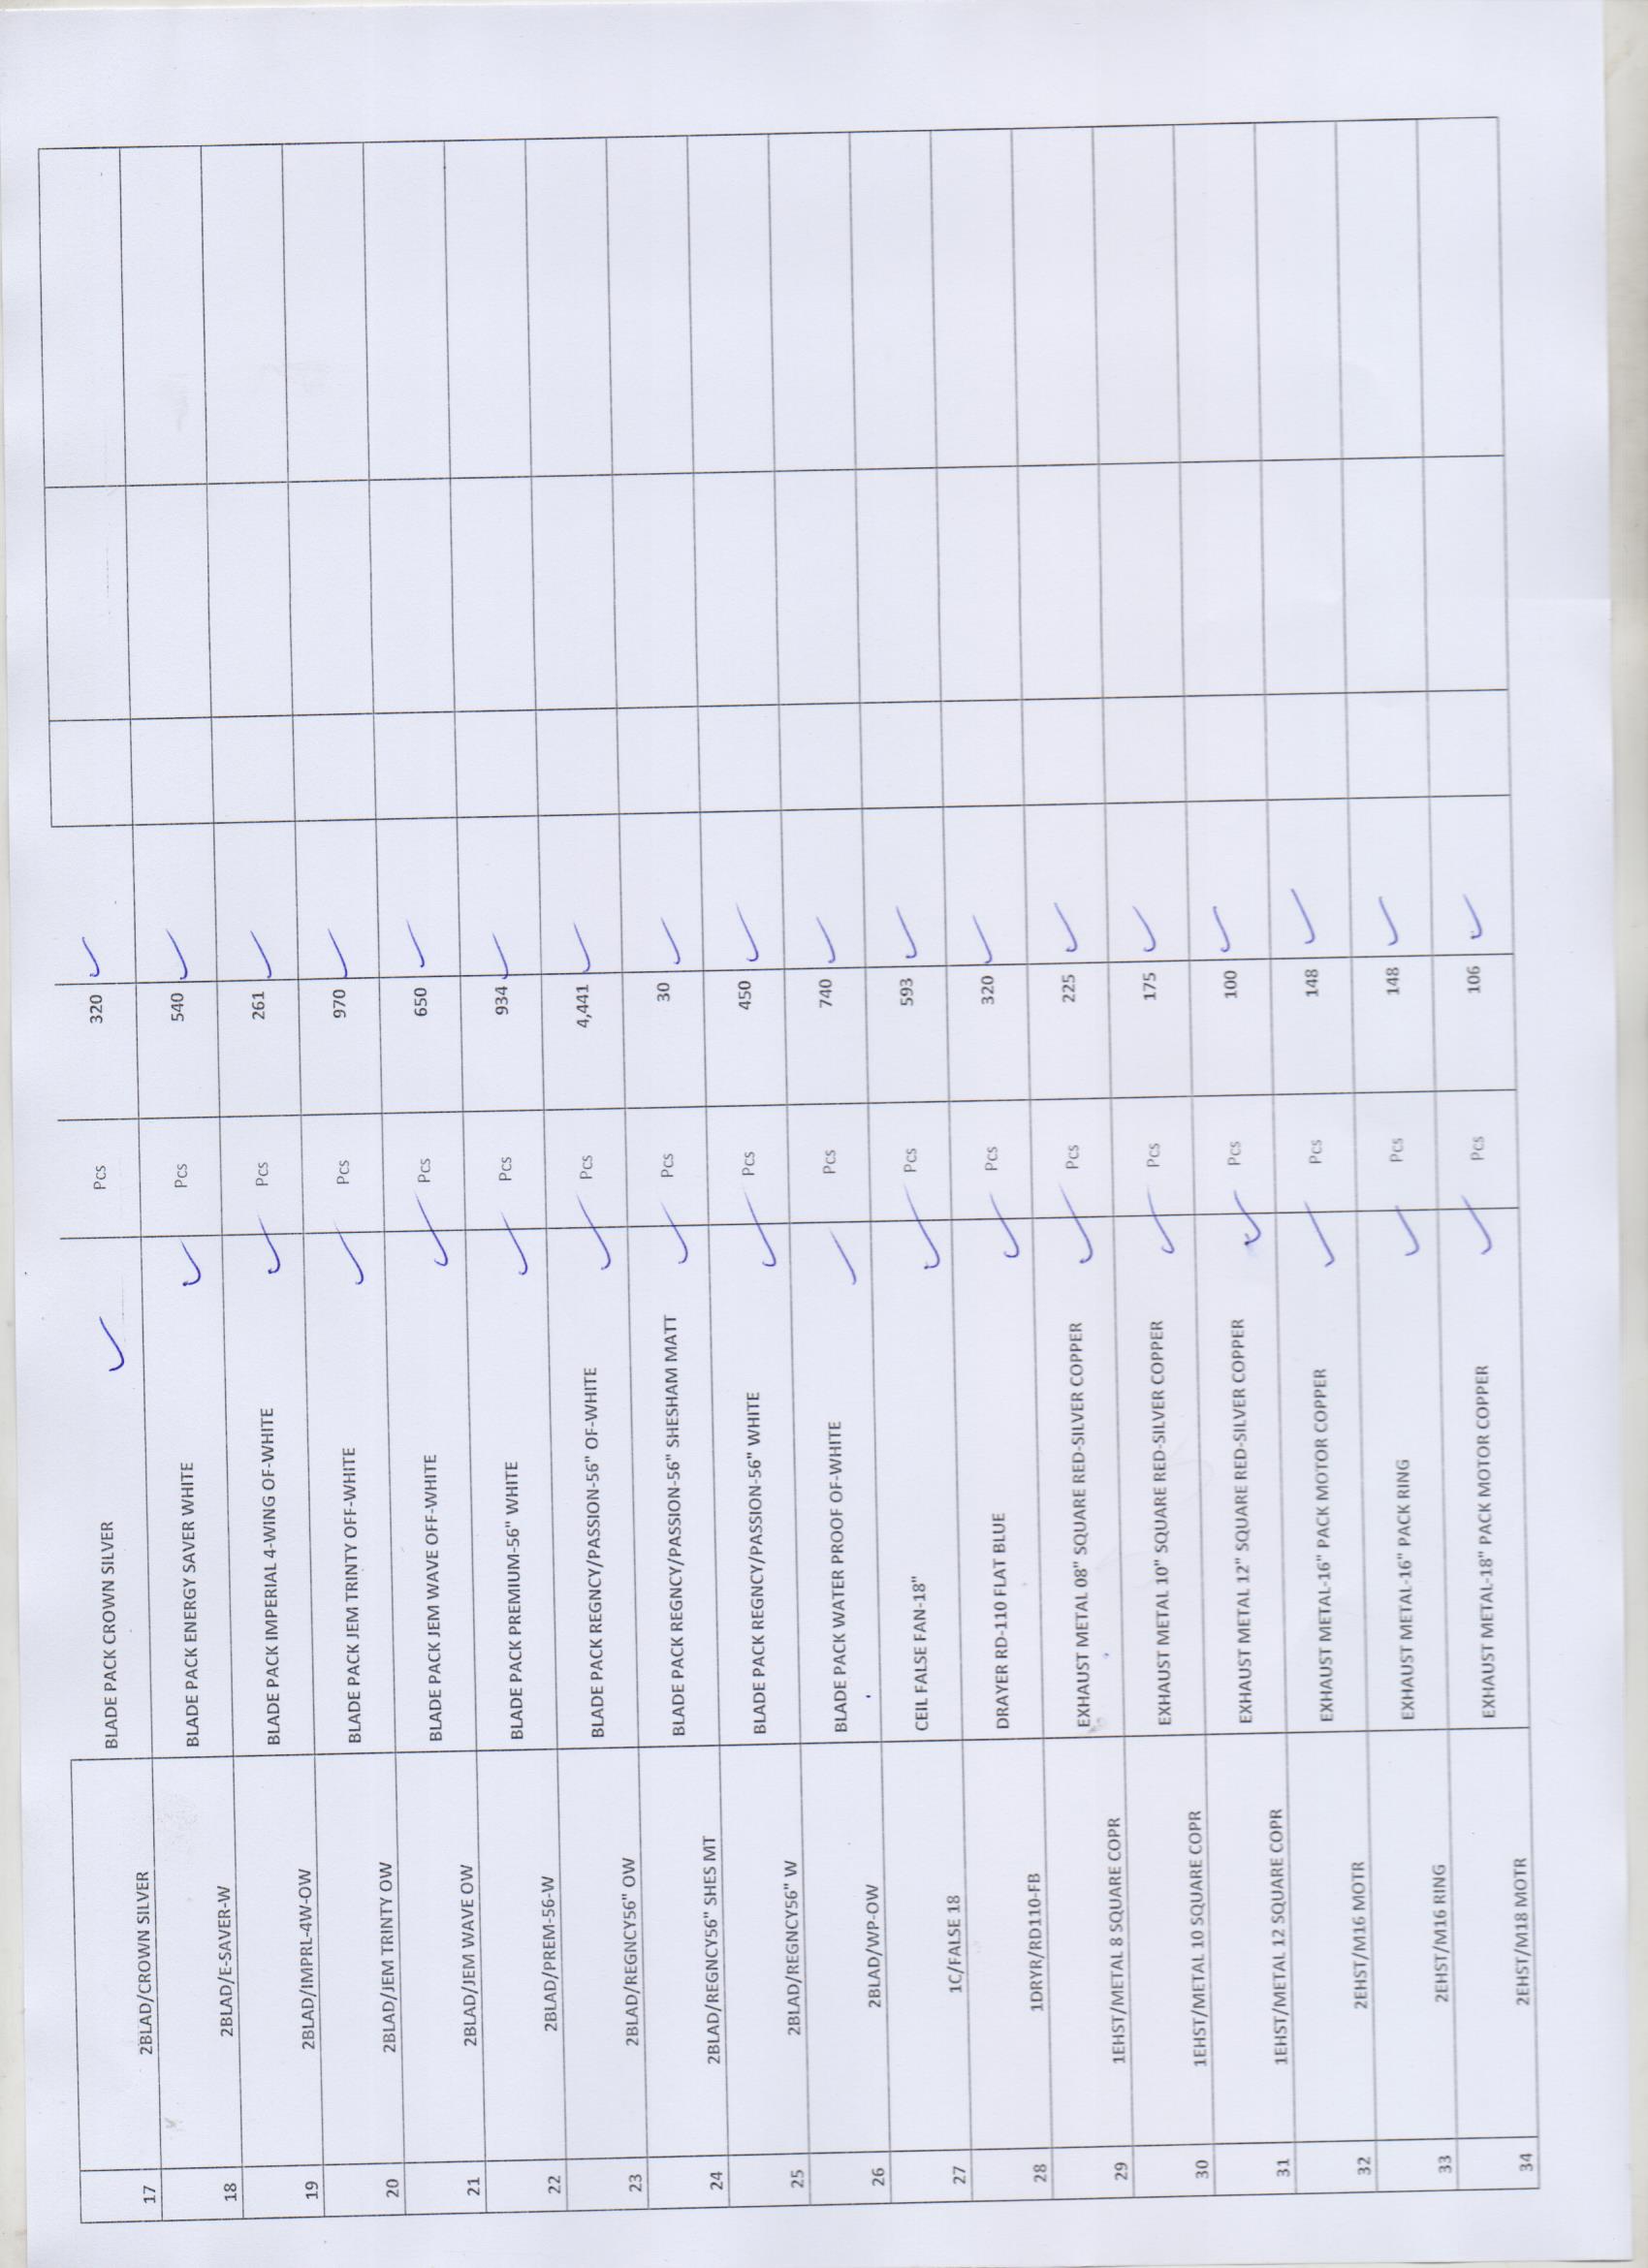 17 2BLAD/CROWN SILVER BLADE PACK CROWN SILVER Pcs 320
18 2BLAD/E-SAVER-W BLADE PACK ENERGY SAVER WHITE Pcs 540
19 2BLAD/IMPRL-4W-OW BLADE PACK IMPERIAL 4-WING OF-WHITE Pcs 261
20 2BLAD/JEM TRINTY OW BLADE PACK JEM TRINTY OFF-WHITE Pcs 970
21 2BLAD/JEM WAVE OW BLADE PACK JEM WAVE OFF-WHITE Pcs 650
22 2BLAD/PREM-56-W BLADE PACK PREMIUM-56" WHITE Pcs 934
23 2BLAD/REGNCY56" OW BLADE PACK REGNCY/PASSION-56" OF-WHITE Pcs 4,441
24 2BLAD/REGNCY56" SHES MT BLADE PACK REGNCY/PASSION-56" SHESHAM MATT Pcs 30
25 2BLAD/REGNCY56" W BLADE PACK REGNCY/PASSION-56" WHITE Pcs 450
26 2BLAD/WP-OW BLADE PACK WATER PROOF OF-WHITE Pcs 740
27 1C/FALSE 18 CEIL FALSE FAN-18" Pcs 593
28 1DRYR/RD110-FB DRAYER RD-110 FLAT BLUE Pcs 320
29 1EHST/METAL 8 SQUARE COPR EXHAUST METAL 08" SQUARE RED-SILVER COPPER Pcs 225
30 1EHST/METAL 10 SQUARE COPR EXHAUST METAL 10" SQUARE RED-SILVER COPPER Pcs 175
31 1EHST/METAL 12 SQUARE COPR EXHAUST METAL 12" SQUARE RED-SILVER COPPER Pcs 100
32 2EHST/M16 MOTR EXHAUST METAL-16" PACK MOTOR COPPER Pcs 148
33 2EHST/M16 RING EXHAUST METAL-16" PACK RING Pcs 148
34 2EHST/M18 MOTR EXHAUST METAL-18" PACK MOTOR COPPER Pcs 106